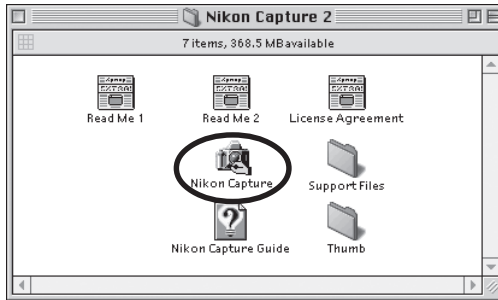 Nikon Capture 2
7 items, 368.5 MB available
Read Me 1
Read Me 2
License Agreement
Nikon Capture
Support Files
Nikon Capture Guide
Thumb